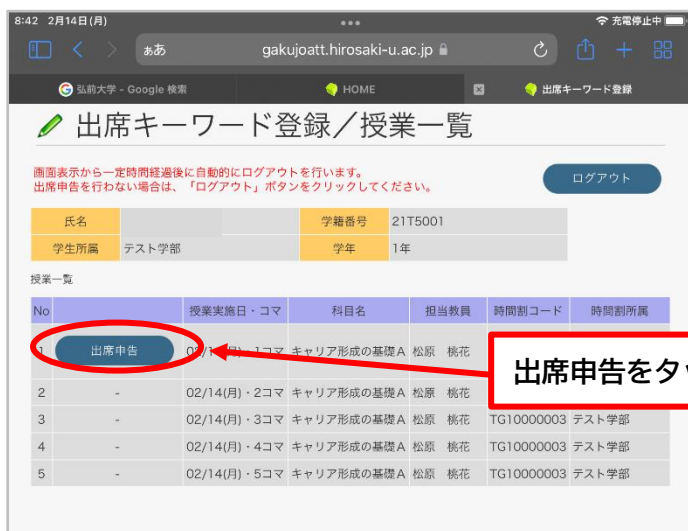 8:42 2月14日(月)
充電停止中
ああ
gakujoatt.hirosaki-u.ac.jp
弘前大学 - Google 検索
HOME
出席キーワード登録
出席キーワード登録/授業一覧
画面表示から一定時間経過後に自動的にログアウトを行います。
出席申告を行わない場合は、「ログアウト」ボタンをクリックしてください。
ログアウト
氏名 学籍番号 21T5001
学生所属 テスト学部 学年 1年
授業一覧
No 授業実施日・コマ 科目名 担当教員 時間割コード 時間割所属
1 出席申告 02/14(月)・1コマ キャリア形成の基礎A 松原 桃花
出席申告をタ
2 - 02/14(月)・2コマ キャリア形成の基礎A 松原 桃花
3 - 02/14(月)・3コマ キャリア形成の基礎A 松原 桃花 TG10000003 テスト学部
4 - 02/14(月)・4コマ キャリア形成の基礎A 松原 桃花 TG10000003 テスト学部
5 - 02/14(月)・5コマ キャリア形成の基礎A 松原 桃花 TG10000003 テスト学部